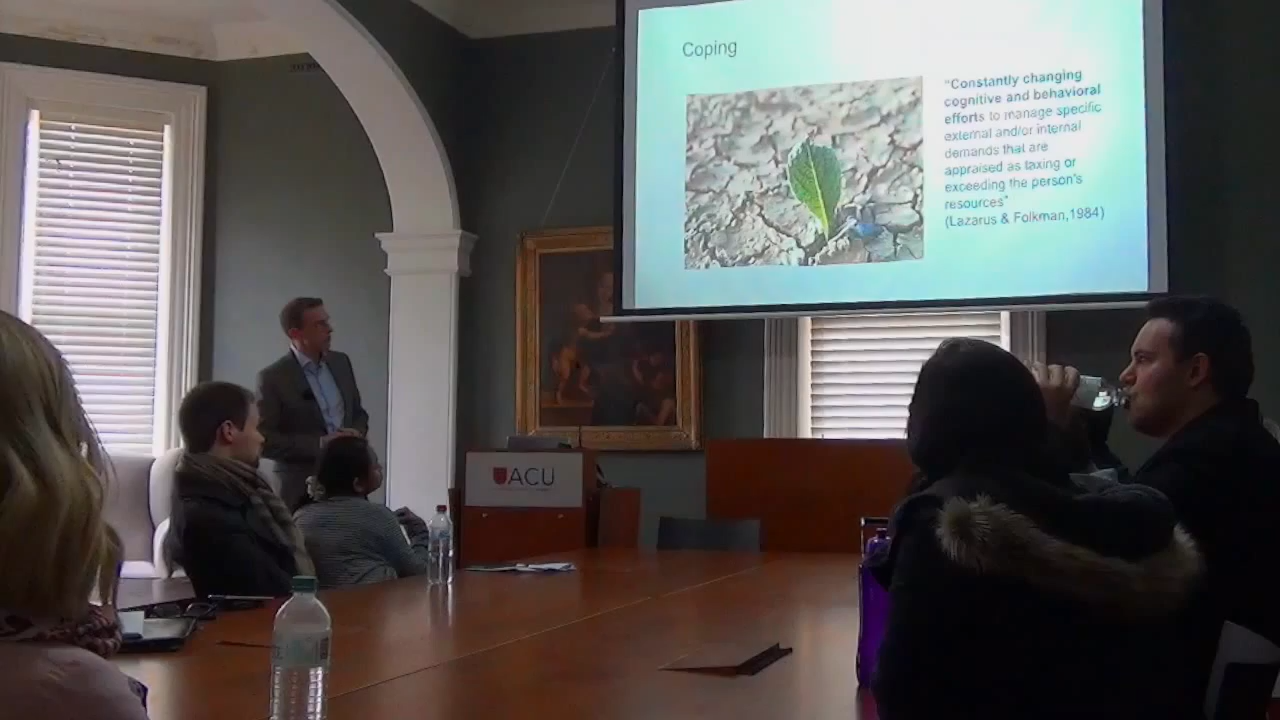 Coping
“Constantly changing
cognitive and behavioral
efforts to manage specific
external and/or internal
demands that are
appraised as taxing or
exceeding the person's
resources”
(Lazarus & Folkman,1984)
ACU